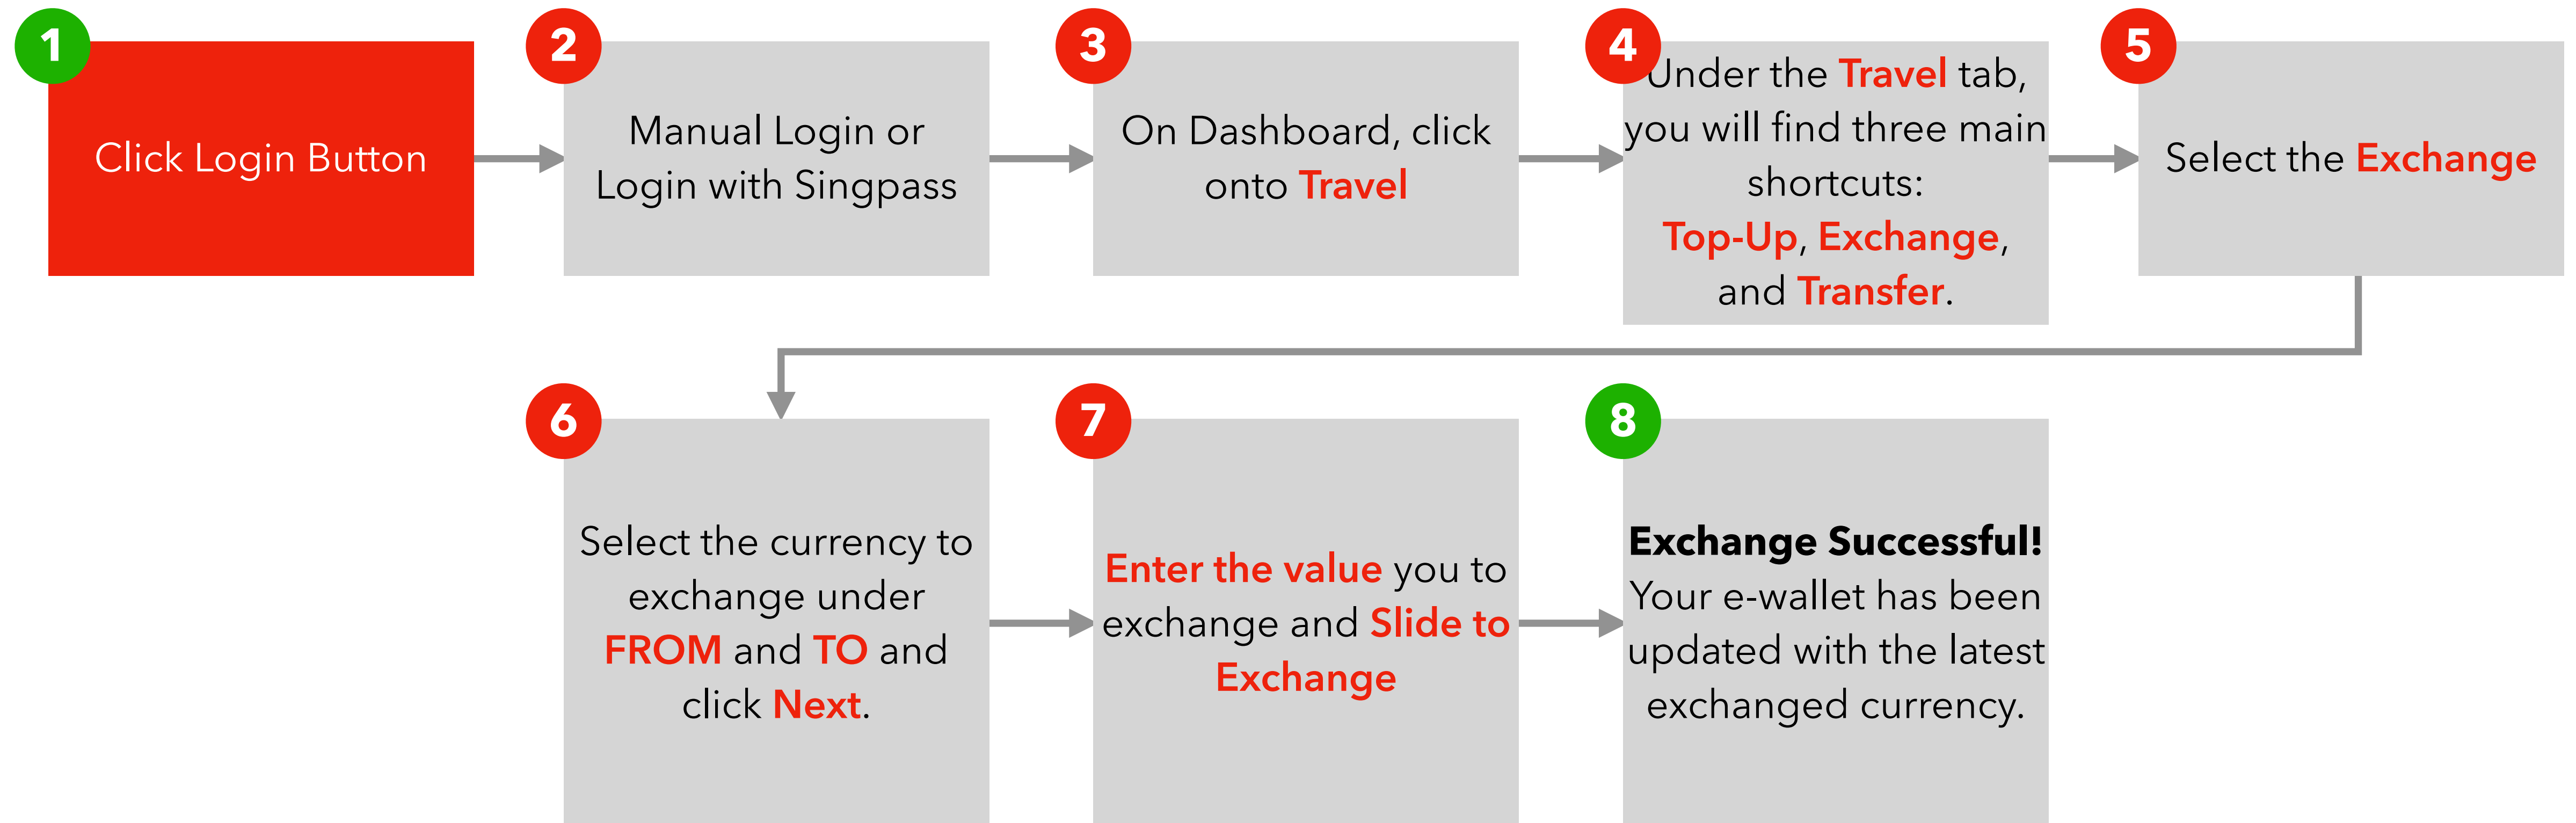 1
Click Login Button
2
Manual Login or
Login with Singpass
3
On Dashboard, click
onto Travel
4
Under the Travel tab,
you will find three main
shortcuts:
Top-Up, Exchange,
and Transfer.
5
Select the Exchange
6
Select the currency to
exchange under
FROM and TO and
click Next.
7
Enter the value you to
exchange and Slide to
Exchange
8
Exchange Successful!
Your e-wallet has been
updated with the latest
exchanged currency.